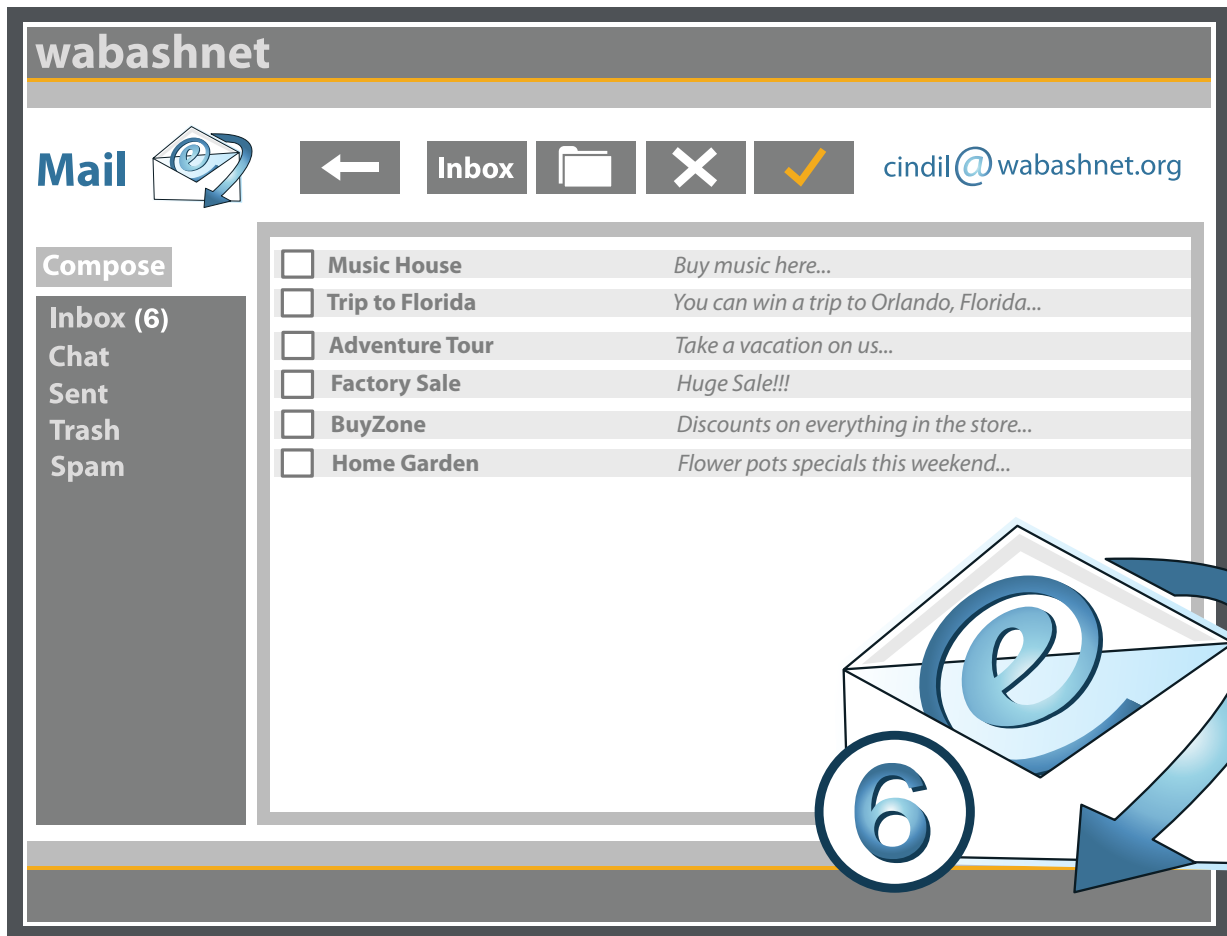 wabashnet
Mail
Inbox
cindil@wabashnet.org
Compose
Inbox (6)
Chat
Sent
Trash
Spam
Music House Buy music here...
Trip to Florida You can win a trip to Orlando, Florida...
Adventure Tour Take a vacation on us...
Factory Sale Huge Sale!!!
BuyZone Discounts on everything in the store...
Home Garden Flower pots specials this weekend...
e
6